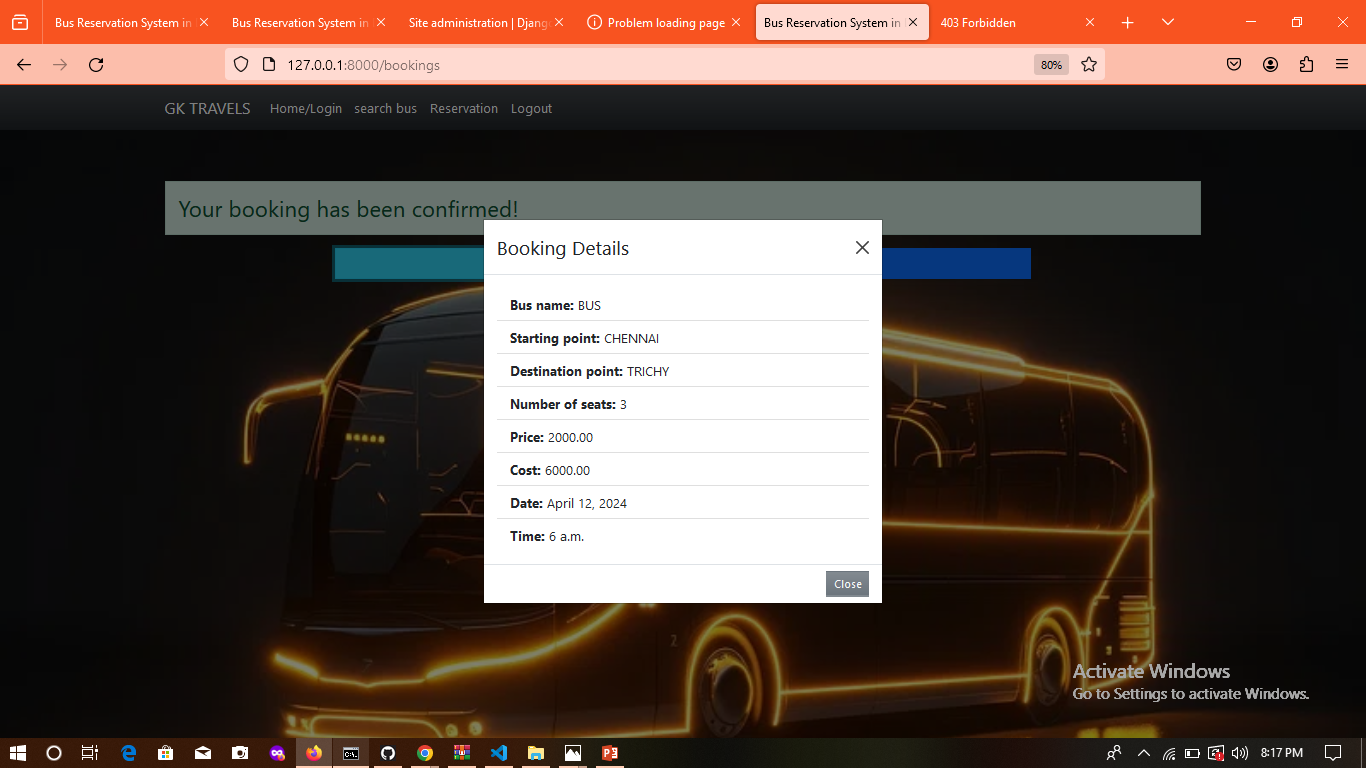 Bus Reservation System in
Bus Reservation System in
Site administration | Djang
Problem loading page
Bus Reservation System in
403 Forbidden
127.0.0.1:8000/bookings
80%
GK TRAVELS Home/Login search bus Reservation Logout
Your booking has been confirmed!
Booking Details
Bus name: BUS
Starting point: CHENNAI
Destination point: TRICHY
Number of seats: 3
Price: 2000.00
Cost: 6000.00
Date: April 12, 2024
Time: 6 a.m.
Close
2
Activate Windows
Go to Settings to activate Windows.
8:17 PM